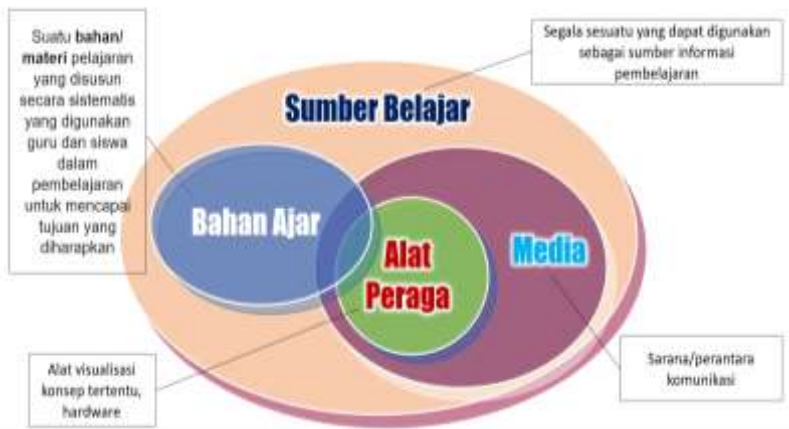 Suatu bahan/
materi pelajaran
yang disusun
secara sistematis
yang digunakan
guru dan siswa
dalam
pembelajaran
untuk mencapai
tujuan yang
diharapkan
Segala sesuatu yang dapat digunakan
sebagai sumber informasi
pembelajaran
Sumber Belajar
Bahan Ajar
Alat
Peraga
Media
Alat visualisasi
konsep tertentu,
hardware
Sarana/perantara
komunikasi